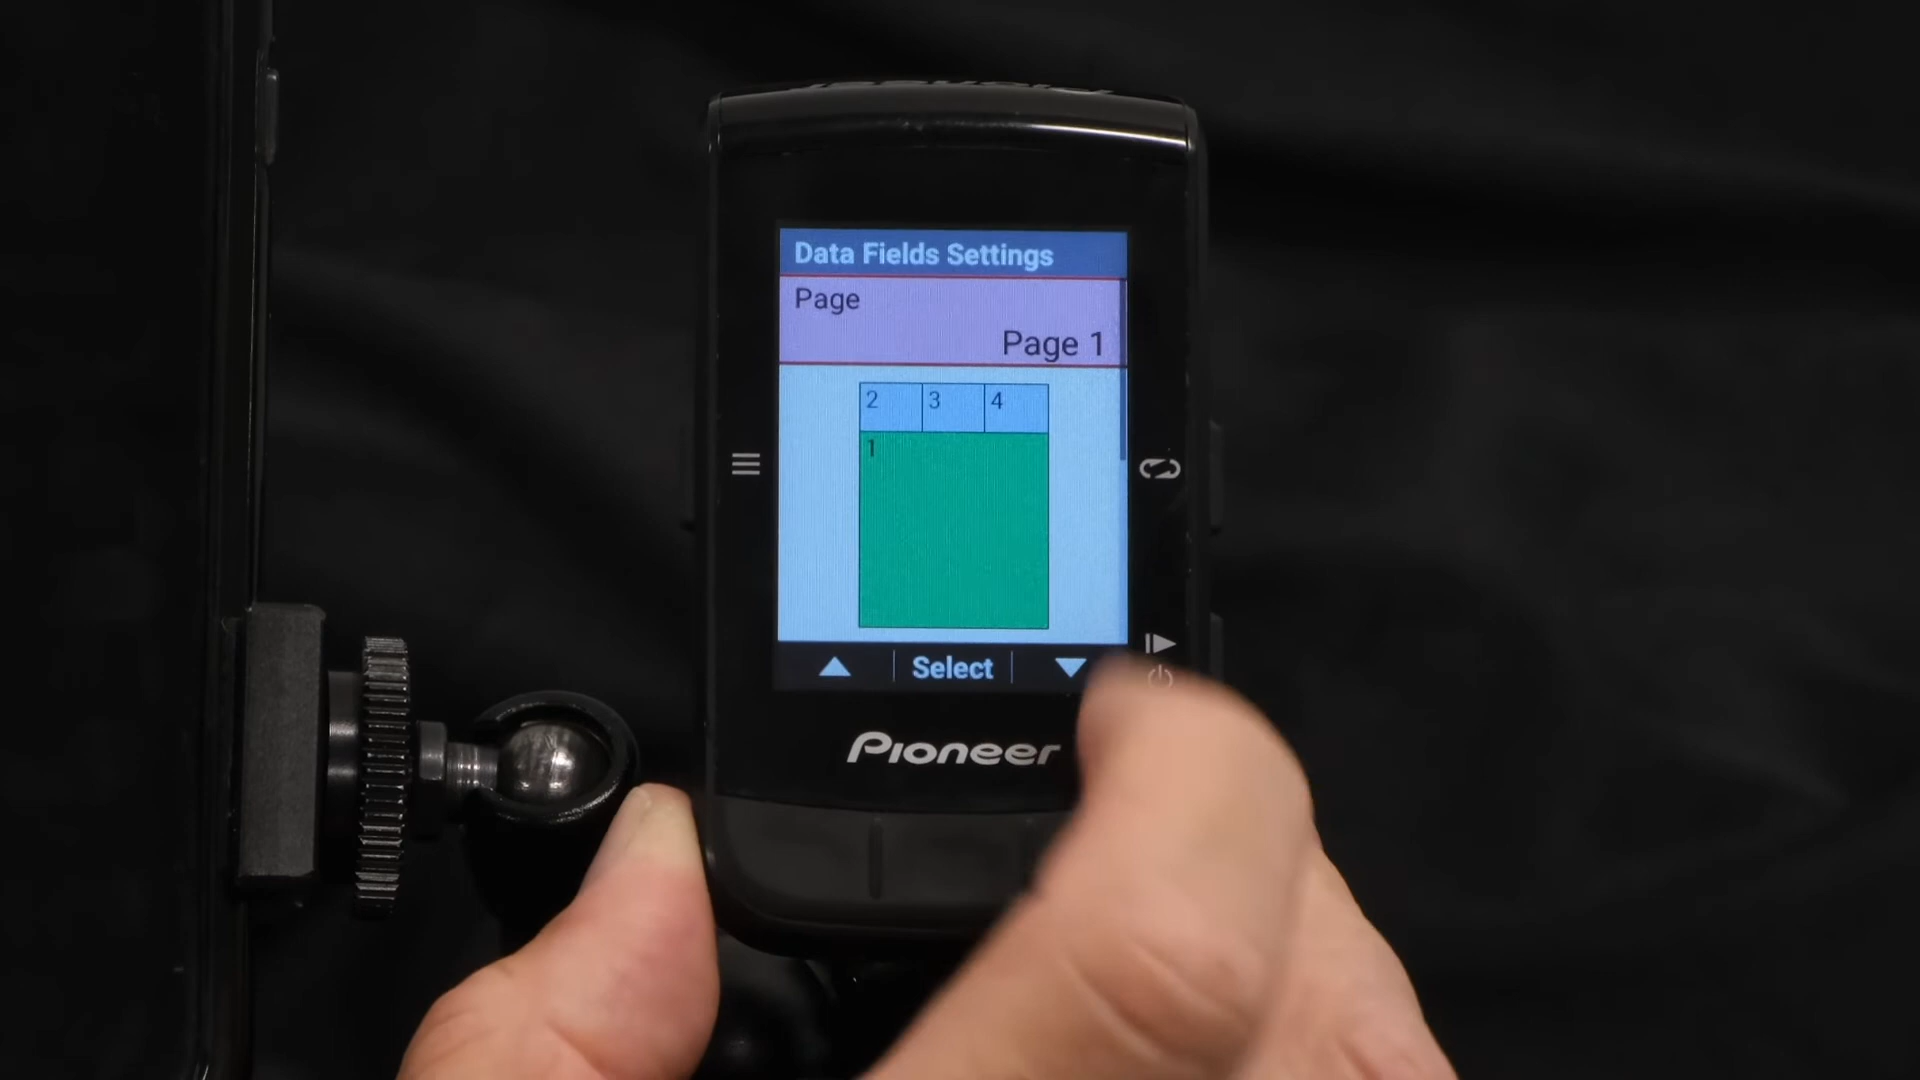 Data Fields Settings
Page
Page 1
2 3 4
1
Select
Pioneer